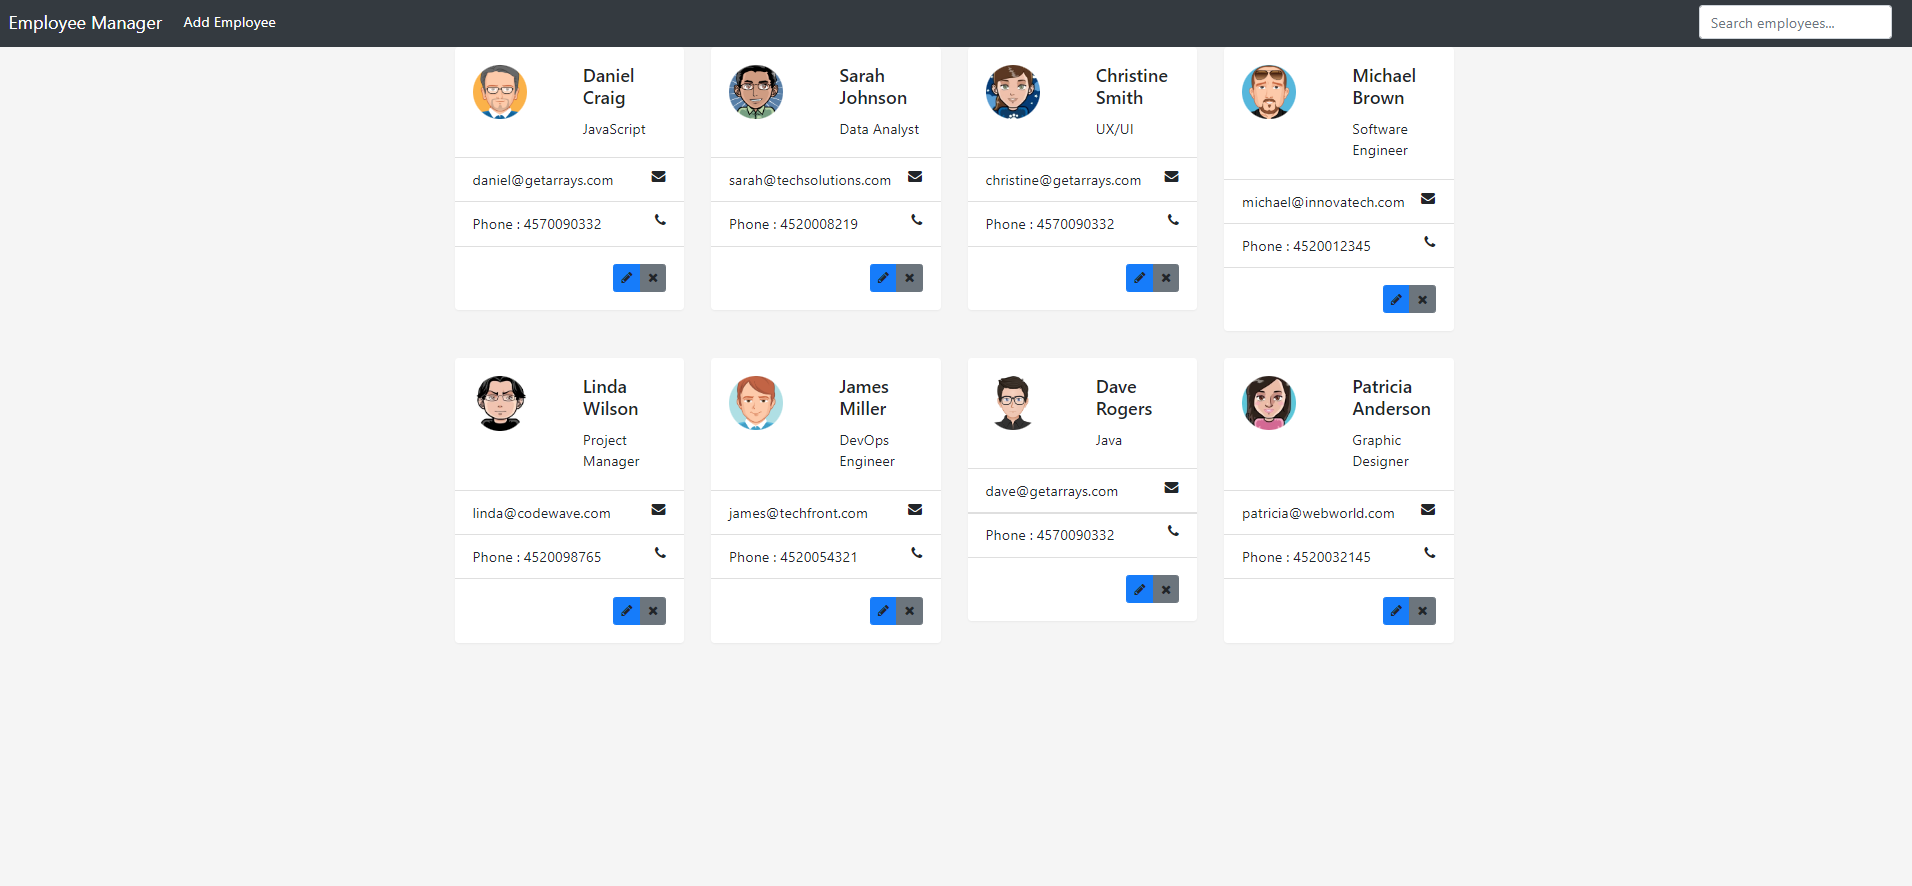 Employee Manager Add Employee Search employees...
Daniel
Craig
JavaScript
daniel@getarrays.com
Phone : 4570090332
Sarah
Johnson
Data Analyst
sarah@techsolutions.com
Phone : 4520008219
Christine
Smith
UX/UI
christine@getarrays.com
Phone : 4570090332
Michael
Brown
Software
Engineer
michael@innovatech.com
Phone : 4520012345
Linda
Wilson
Project
Manager
linda@codewave.com
Phone : 4520098765
James
Miller
DevOps
Engineer
james@techfront.com
Phone : 4520054321
Dave
Rogers
Java
dave@getarrays.com
Phone : 4570090332
Patricia
Anderson
Graphic
Designer
patricia@webworld.com
Phone : 4520032145